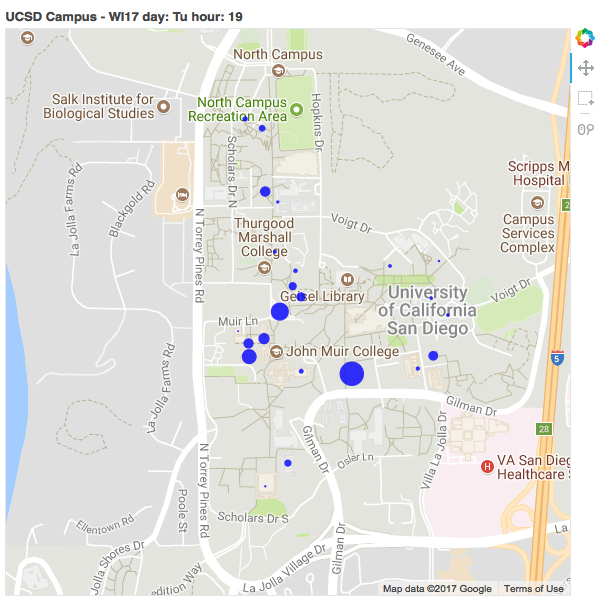 UCSD Campus - WI17 day: Tu hour: 19
Genesee Ave
North Campus
Salk Institute for
Biological Studies
North Campus
Recreation Area
Hopkins Dr
Scholars Dr N
Scripps M
Hospital
2
La Jolla Farms Rd
Blackgold Rd
N Torrey Pines Rd
Voigt Dr
Campus
Services
Complex
Thurgood
Marshall
College
Geisel Library
University
of California
San Diego
Voigt Dr
Muir Ln
John Muir College
5
La Jolla Farms Rd
Gilman Dr
28
Gilman Dr
Villa La Jolla Dr
Osler Ln
N Torrey Pines Rd
H
VA San Dieg
Healthcare S
Poole St
Ellentown Rd
Scholars Dr S
La Jolla Shores Dr
Gilman Dr
La
La Jolla Village Dr
edition Way
Map data ©2017 Google
Terms of Use